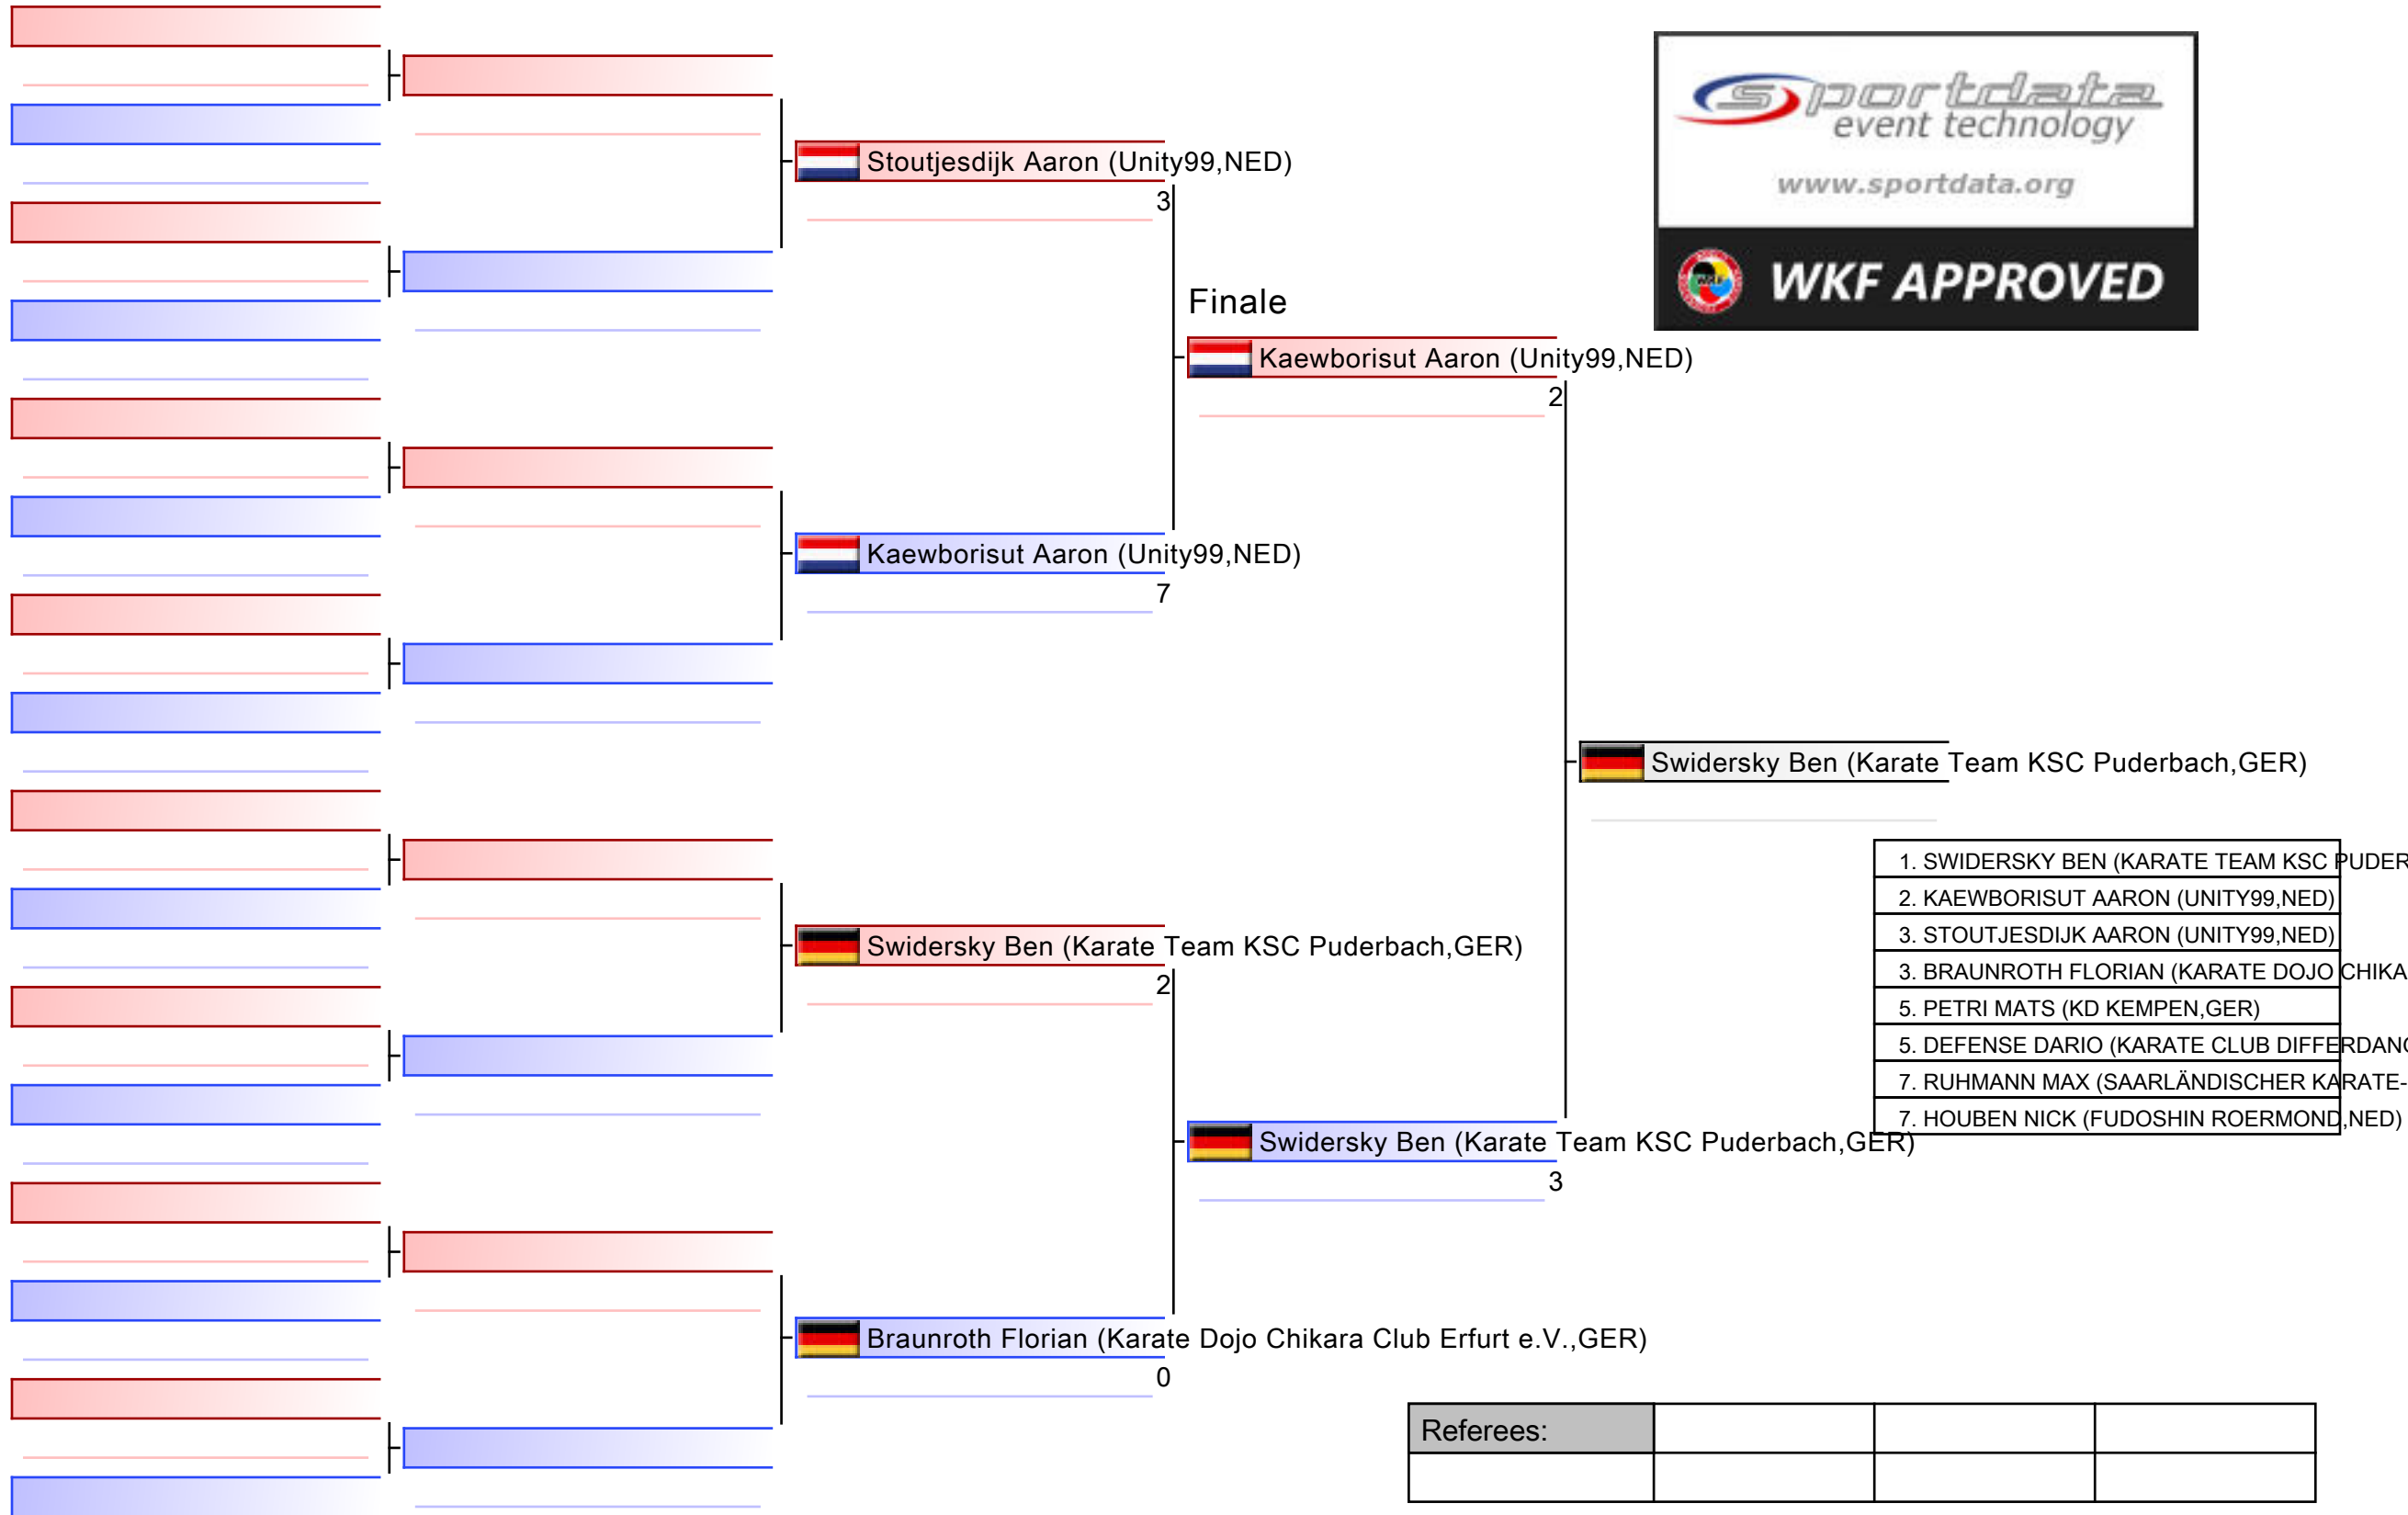 sportdata
event technology
www.sportdata.org
WKF
WKF APPROVED
Stoutjesdijk Aaron (Unity99,NED)
3
Finale
Kaewborisut Aaron (Unity99,NED)
2
Kaewborisut Aaron (Unity99,NED)
7
Swidersky Ben (Karate Team KSC Puderbach,GER)
1. SWIDERSKY BEN (KARATE TEAM KSC PUDER
2. KAEWBORISUT AARON (UNITY99,NED)
3. STOUTJESDIJK AARON (UNITY99,NED)
3. BRAUNROTH FLORIAN (KARATE DOJO CHIKA
5. PETRI MATS (KD KEMPEN,GER)
5. DEFENSE DARIO (KARATE CLUB DIFFERDANG
7. RUHMANN MAX (SAARLÄNDISCHER KARATE-
7. HOUBEN NICK (FUDOSHIN ROERMOND,NED)
Swidersky Ben (Karate Team KSC Puderbach,GER)
2
Swidersky Ben (Karate Team KSC Puderbach,GER)
3
Braunroth Florian (Karate Dojo Chikara Club Erfurt e.V.,GER)
0
Referees: